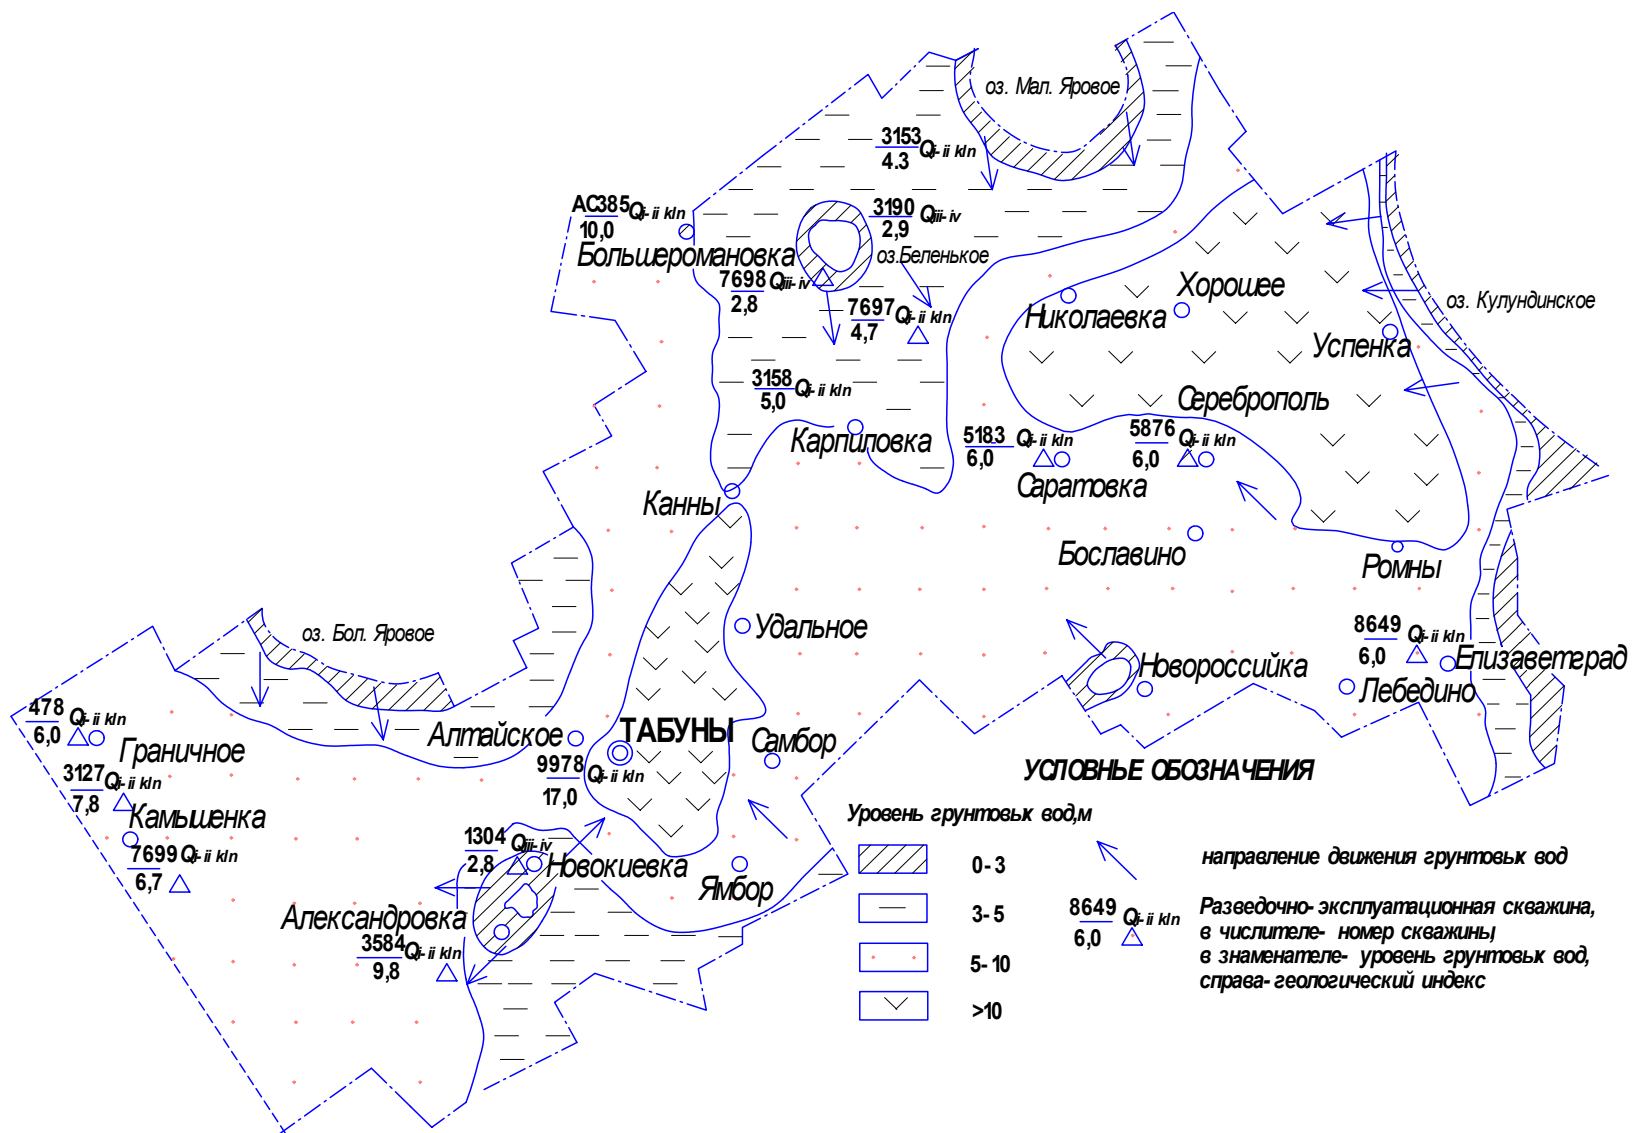 оз. Мал. Яровое
3153 Qi-ii kln
4.3
АС385 Qi-ii kln
10,0
3190 Qiii-iv
2,9
Большеромановка
оз.Беленькое
7698 Qiii-iv
2,8
Хорошее
Николаевка
оз. Кулундинское
7697 Qi-ii kln
4,7
Успенка
3158 Qi-ii kln
5,0
Сереброполь
Карпиловка
5183 Qi-ii kln
6,0
5876 Qi-ii kln
6,0
Саратовка
Канны
Бославино
Ромны
оз. Бол. Яровое
Удальное
8649 Qi-ii kln
6,0
Елизаветград
Новороссийка
Лебедино
478 Qi-ii kln
6,0
Граничное
Алтайское
ТАБУНЫ
Самбор
9978 Qi-ii kln
17,0
3127 Qi-ii kln
7,8
Камышенка
7699 Qi-ii kln
6,7
1304 Qiii-iv
2,8
Новокиевка
Ямбор
Александровка
3584 Qi-ii kln
9,8
УСЛОВНЬЕ ОБОЗНАЧЕНИЯ
Уровень грунтовых вод,м
0-3
3-5
5-10
>10
направление движения грунтовых вод
8649 Qi-ii kln
6,0
Разведочно-эксплуатационная скважина,
в числителе- номер скважины,
в знаменателе- уровень грунтовых вод,
справа-геологический индекс